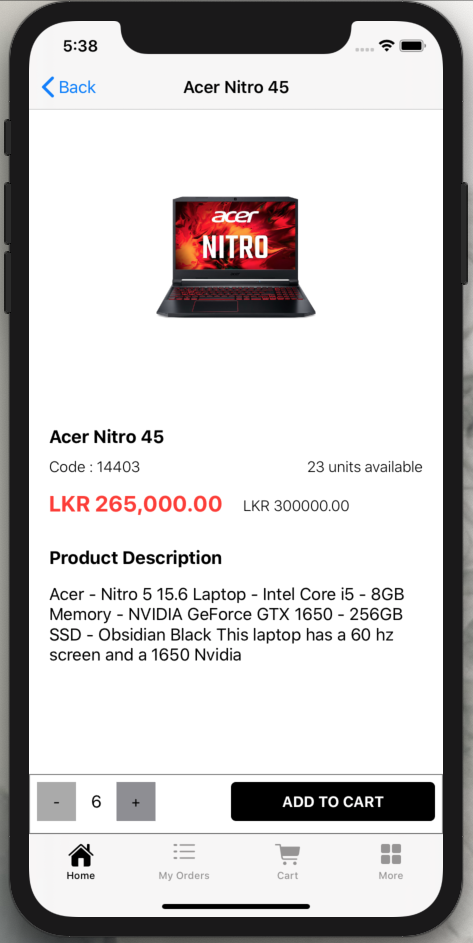 5:38
Back
Acer Nitro 45
acer
NITRO
Acer Nitro 45
Code : 14403
23 units available
LKR 265,000.00
LKR 300000.00
Product Description
Acer - Nitro 5 15.6 Laptop - Intel Core i5 - 8GB
Memory - NVIDIA GeForce GTX 1650 - 256GB
SSD - Obsidian Black This laptop has a 60 hz
screen and a 1650 Nvidia
-
6
+
ADD TO CART
Home
My Orders
Cart
More